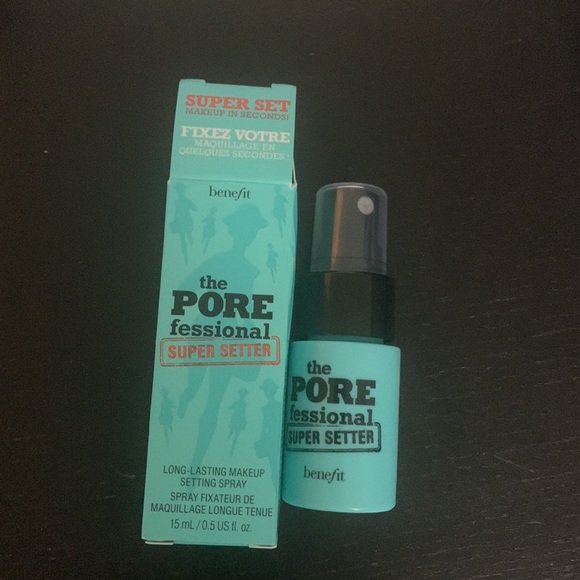 SUPER SET
MAKEUP IN SECONDS!
FIXEZ VOTRE
MAQUILLAGE EN
QUELQUES SECONDES !
benefit
the
PORE
fessional
SUPER SETTER
LONG-LASTING MAKEUP
SETTING SPRAY
SPRAY FIXATEUR DE
MAQUILLAGE LONGUE TENUE
15 mL / 0.5 US fl. oz.
the
PORE
fessional
SUPER SETTER
benefit